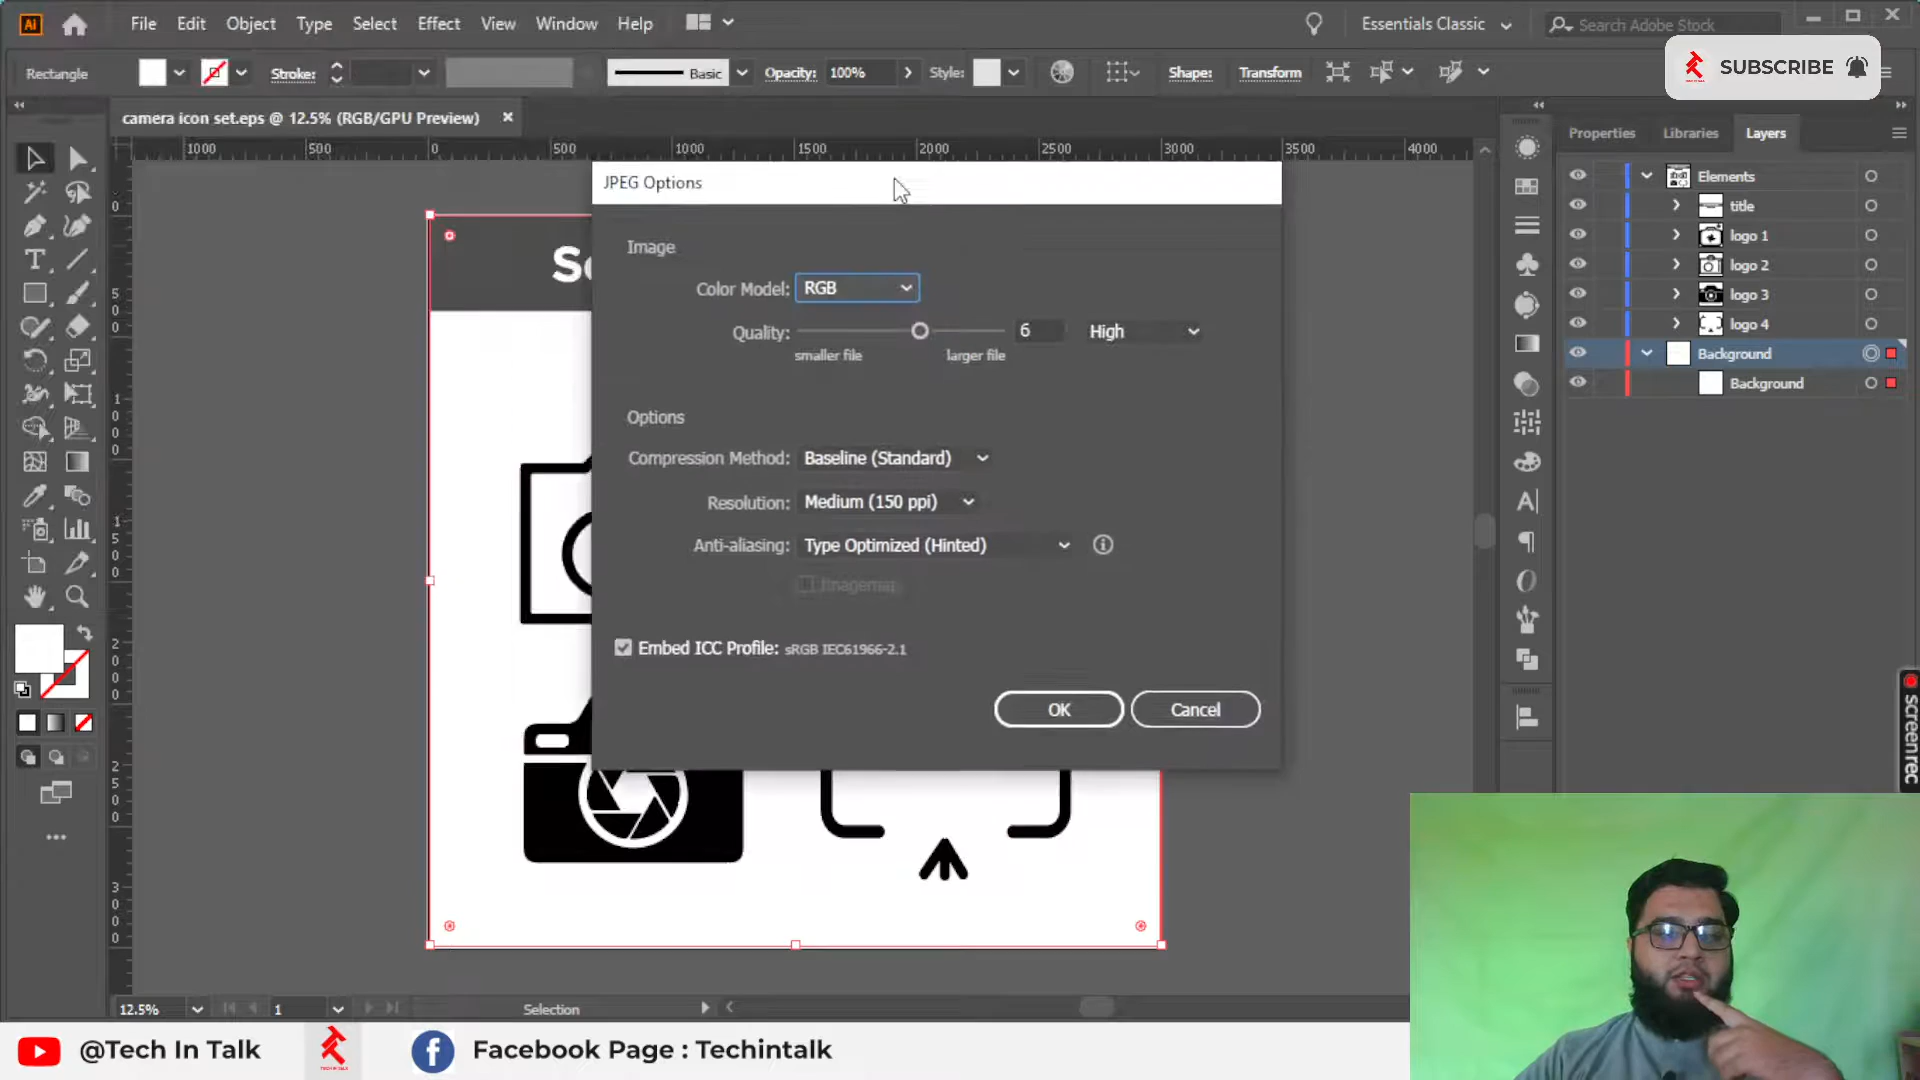 Ai File Edit Object Type Select Effect View Window Help Essentials Classic Search Adobe Stock
Rectangle Stroke: Basic Opacity: 100% Style: Shape: Transform
SUBSCRIBE
camera icon set.eps @ 12.5% (RGB/GPU Preview)
Properties Libraries Layers
1000 500 0 500 1000 1500 2000 2500 3000 3500 4000
Elements
title
logo 1
logo 2
logo 3
logo 4
Background
Background
JPEG Options
Image
Color Model: RGB
Quality: 6 High
smaller file larger file
Options
Compression Method: Baseline (Standard)
Resolution: Medium (150 ppi)
Anti-aliasing: Type Optimized (Hinted)
Imagemap
Embed ICC Profile: sRGB IEC61966-2.1
OK Cancel
screenrec
12.5% 1 Selection
@Tech In Talk
TECH IN TALK
Facebook Page : Techintalk